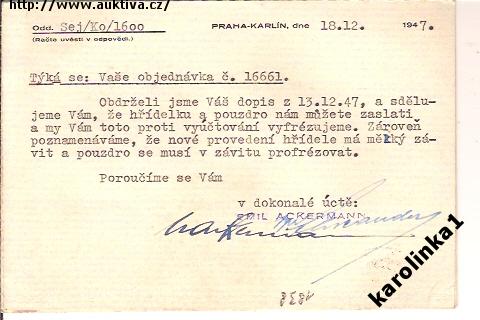 http://www.auktiva.cz/
Odd. Sej/Ko/1600 PRAHA-KARLÍN, dne 18.12. 1947.
(Račte uvésti v odpovědi.)
Týká se: Vaše objednávka č. 16661.
Obdrželi jsme Váš dopis z 13.12.47, a sdělu-
jeme Vám, že hřídelku a pouzdro nám můžete zaslati
a my Vám toto proti vyúčtování vyfrézujeme. Zároveň
poznamenáváme, že nové provedení hřídele má měkký zá-
vit a pouzdro se musí v závitu profrézovat.
Poroučíme se Vám
v dokonalé úctě:
EMIL ACKERMANN
karolinka1